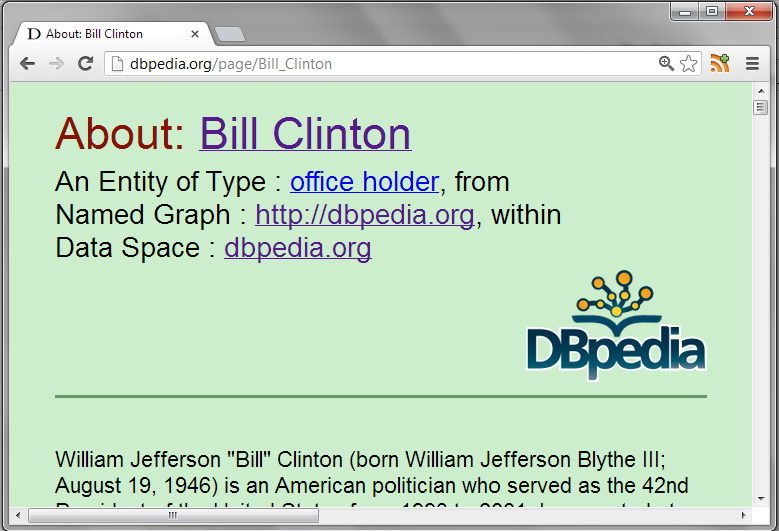 About: Bill Clinton
dbpedia.org/page/Bill_Clinton
About: Bill Clinton
An Entity of Type : office holder, from
Named Graph : http://dbpedia.org, within
Data Space : dbpedia.org
DBpedia
William Jefferson "Bill" Clinton (born William Jefferson Blythe III;
August 19, 1946) is an American politician who served as the 42nd